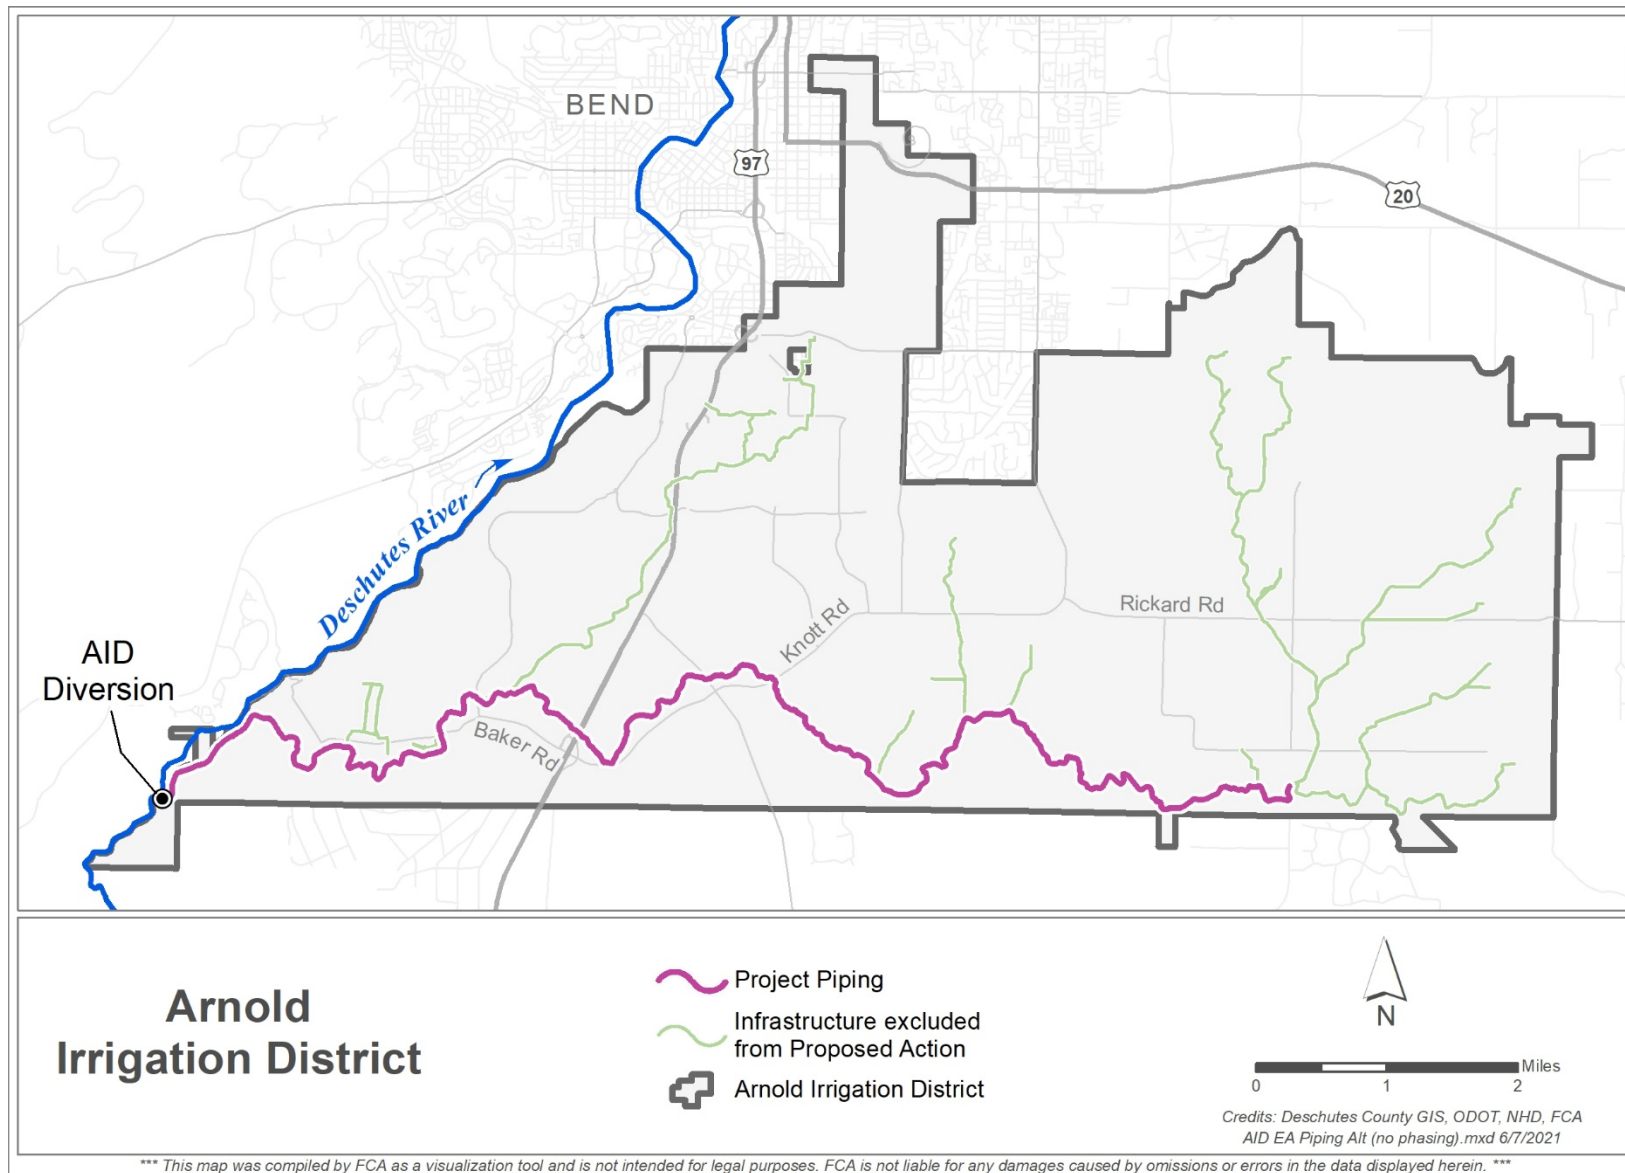 BEND
97
20
Deschutes River
Rickard Rd
Knott Rd
AID
Diversion
Baker Rd
Arnold
Irrigation District
Project Piping
Infrastructure excluded
from Proposed Action
Arnold Irrigation District
N
Miles
0 1 2
Credits: Deschutes County GIS, ODOT, NHD, FCA
AID EA Piping Alt (no phasing).mxd 6/7/2021
*** This map was compiled by FCA as a visualization tool and is not intended for legal purposes. FCA is not liable for any damages caused by omissions or errors in the data displayed herein. ***